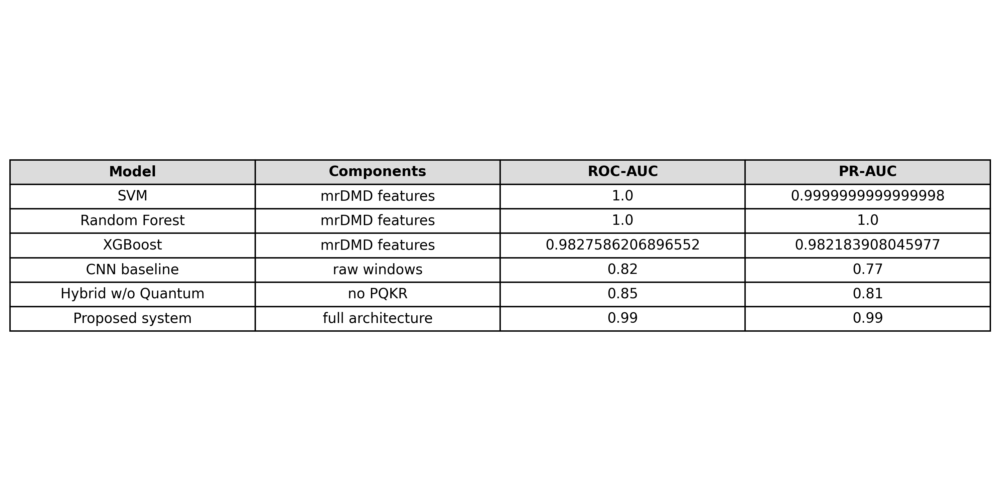 Model Components ROC-AUC PR-AUC
SVM mrDMD features 1.0 0.9999999999999998
Random Forest mrDMD features 1.0 1.0
XGBoost mrDMD features 0.9827586206896552 0.982183908045977
CNN baseline raw windows 0.82 0.77
Hybrid w/o Quantum no PQKR 0.85 0.81
Proposed system full architecture 0.99 0.99